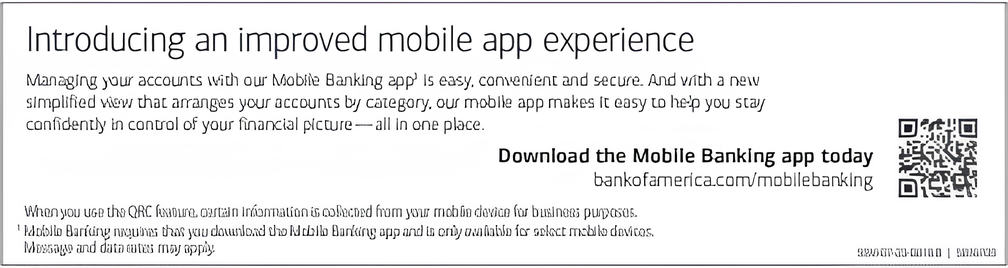 Introducing an improved mobile app experience
Managing your accounts with our Mobile Banking app¹ is easy, convenient and secure. And with a new
simplified view that arranges your accounts by category, our mobile app makes it easy to help you stay
confidently in control of your financial picture — all in one place.
Download the Mobile Banking app today
bankofamerica.com/mobilebanking
When you use the QRC feature, certain information is collected from your mobile device for business purposes.
¹ Mobile Banking requires that you download the Mobile Banking app and is only available for select mobile devices.
Message and data rates may apply.